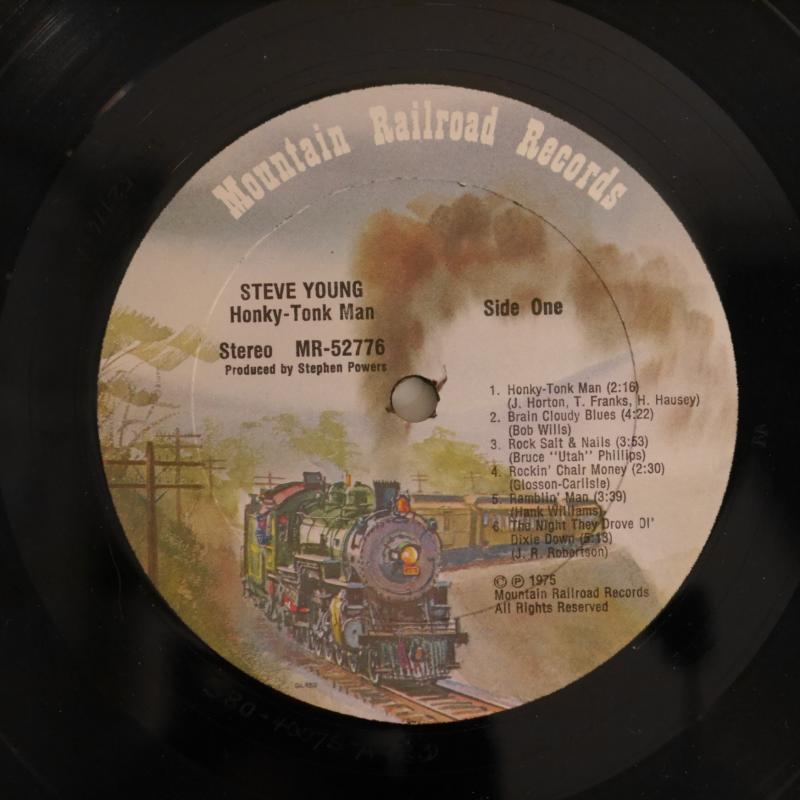 Mountain Railroad Records
STEVE YOUNG
Honky-Tonk Man
Stereo MR-52776
Produced by Stephen Powers
Side One
1. Honky-Tonk Man (2:16)
(J. Horton, T. Franks, H. Hausey)
2. Brain Cloudy Blues (4:22)
(Bob Wills)
3. Rock Salt & Nails (3:53)
(Bruce "Utah" Phillips)
4. Rockin' Chair Money (2:30)
(Glosson-Carlisle)
5. Ramblin' Man (3:39)
(Hank Williams)
6. The Night They Drove Ol'
Dixie Down (5:13)
(J. R. Robertson)
© ℗ 1975
Mountain Railroad Records
All Rights Reserved